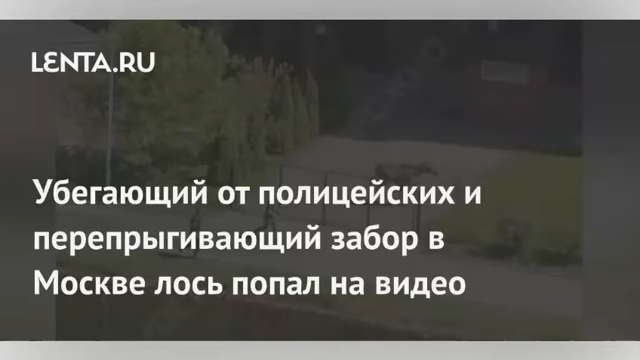 LENTA.RU
Убегающий от полицейских и
перепрыгивающий забор в
Москве лось попал на видео